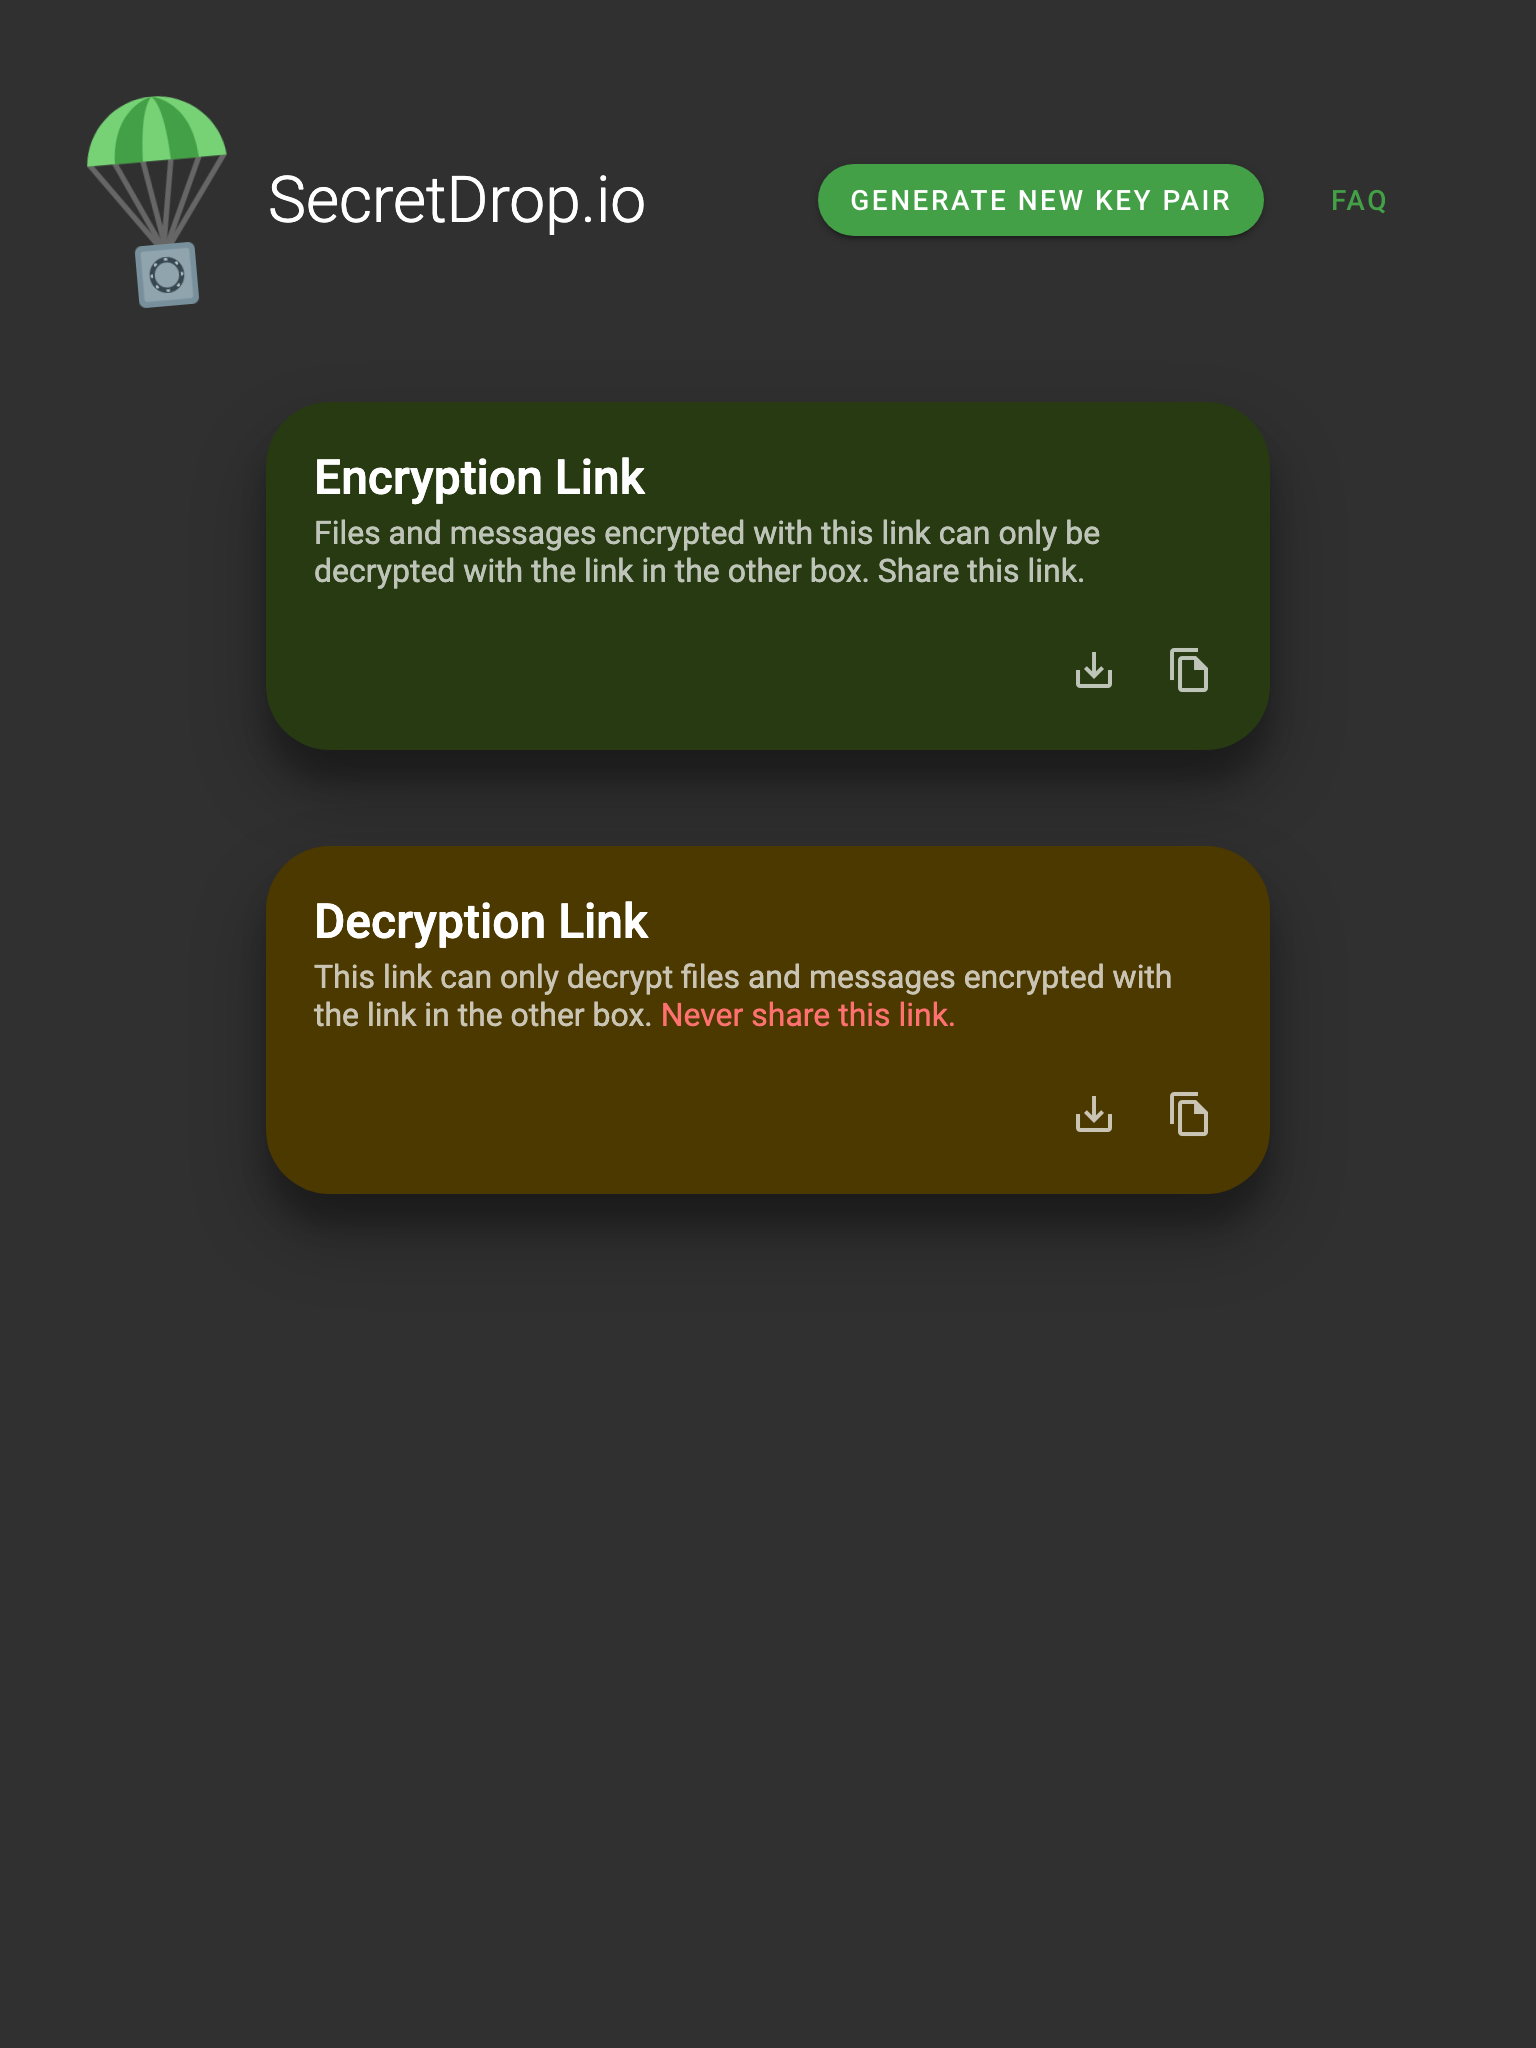 SecretDrop.io
GENERATE NEW KEY PAIR
FAQ
Encryption Link
Files and messages encrypted with this link can only be
decrypted with the link in the other box. Share this link.
Decryption Link
This link can only decrypt files and messages encrypted with
the link in the other box. Never share this link.